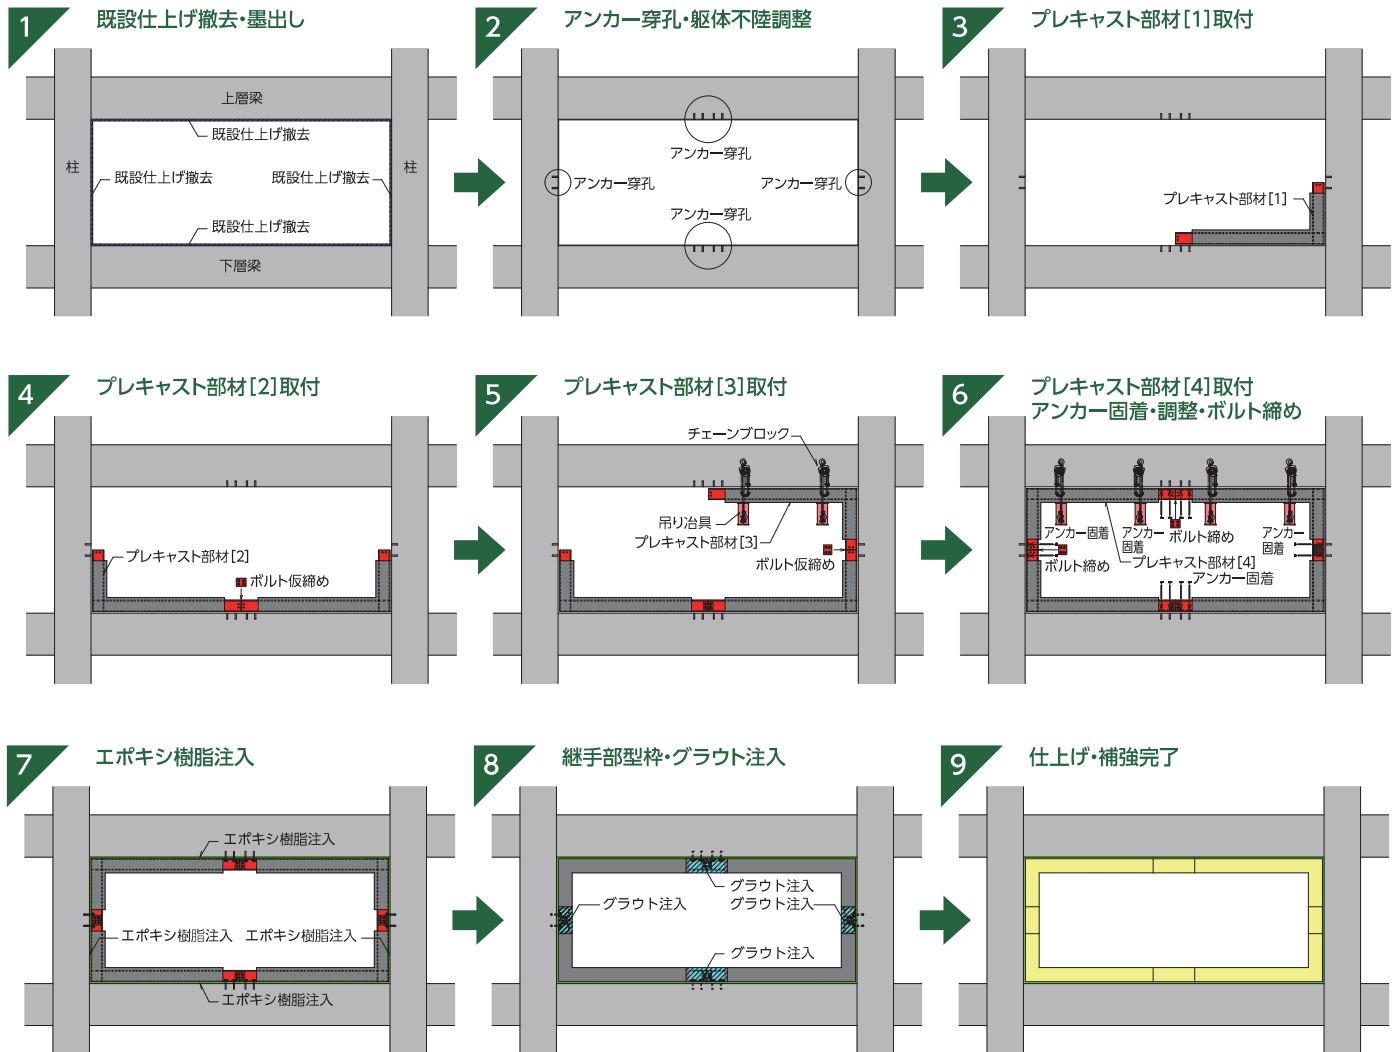 1 既設仕上げ撤去・墨出し
上層梁
既設仕上げ撤去
柱
柱
既設仕上げ撤去
既設仕上げ撤去
既設仕上げ撤去
下層梁
2 アンカー穿孔・躯体不陸調整
アンカー穿孔
アンカー穿孔
アンカー穿孔
アンカー穿孔
3 プレキャスト部材[1]取付
プレキャスト部材[1]
4 プレキャスト部材[2]取付
プレキャスト部材[2]
ボルト仮締め
5 プレキャスト部材[3]取付
チェーンブロック
吊り冶具
プレキャスト部材[3]
ボルト仮締め
6 プレキャスト部材[4]取付
アンカー固着・調整・ボルト締め
アンカー固着
アンカー
固着
ボルト締め
アンカー
固着
ボルト締め
プレキャスト部材[4]
アンカー固着
7 エポキシ樹脂注入
エポキシ樹脂注入
エポキシ樹脂注入
エポキシ樹脂注入
エポキシ樹脂注入
8 継手部型枠・グラウト注入
グラウト注入
グラウト注入
グラウト注入
グラウト注入
9 仕上げ・補強完了